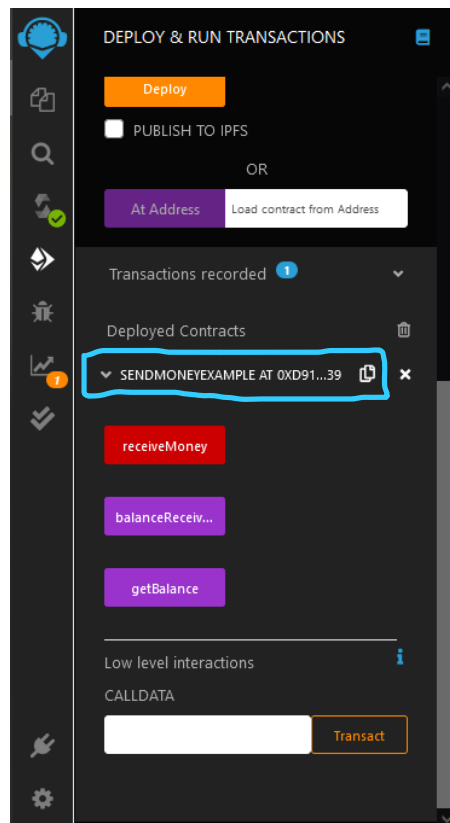 DEPLOY & RUN TRANSACTIONS
Deploy
PUBLISH TO IPFS
OR
At Address Load contract from Address
Transactions recorded 1
Deployed Contracts
SENDMONEYEXAMPLE AT 0XD91...39
receiveMoney
balanceReceiv...
getBalance
Low level interactions
CALLDATA
Transact
1